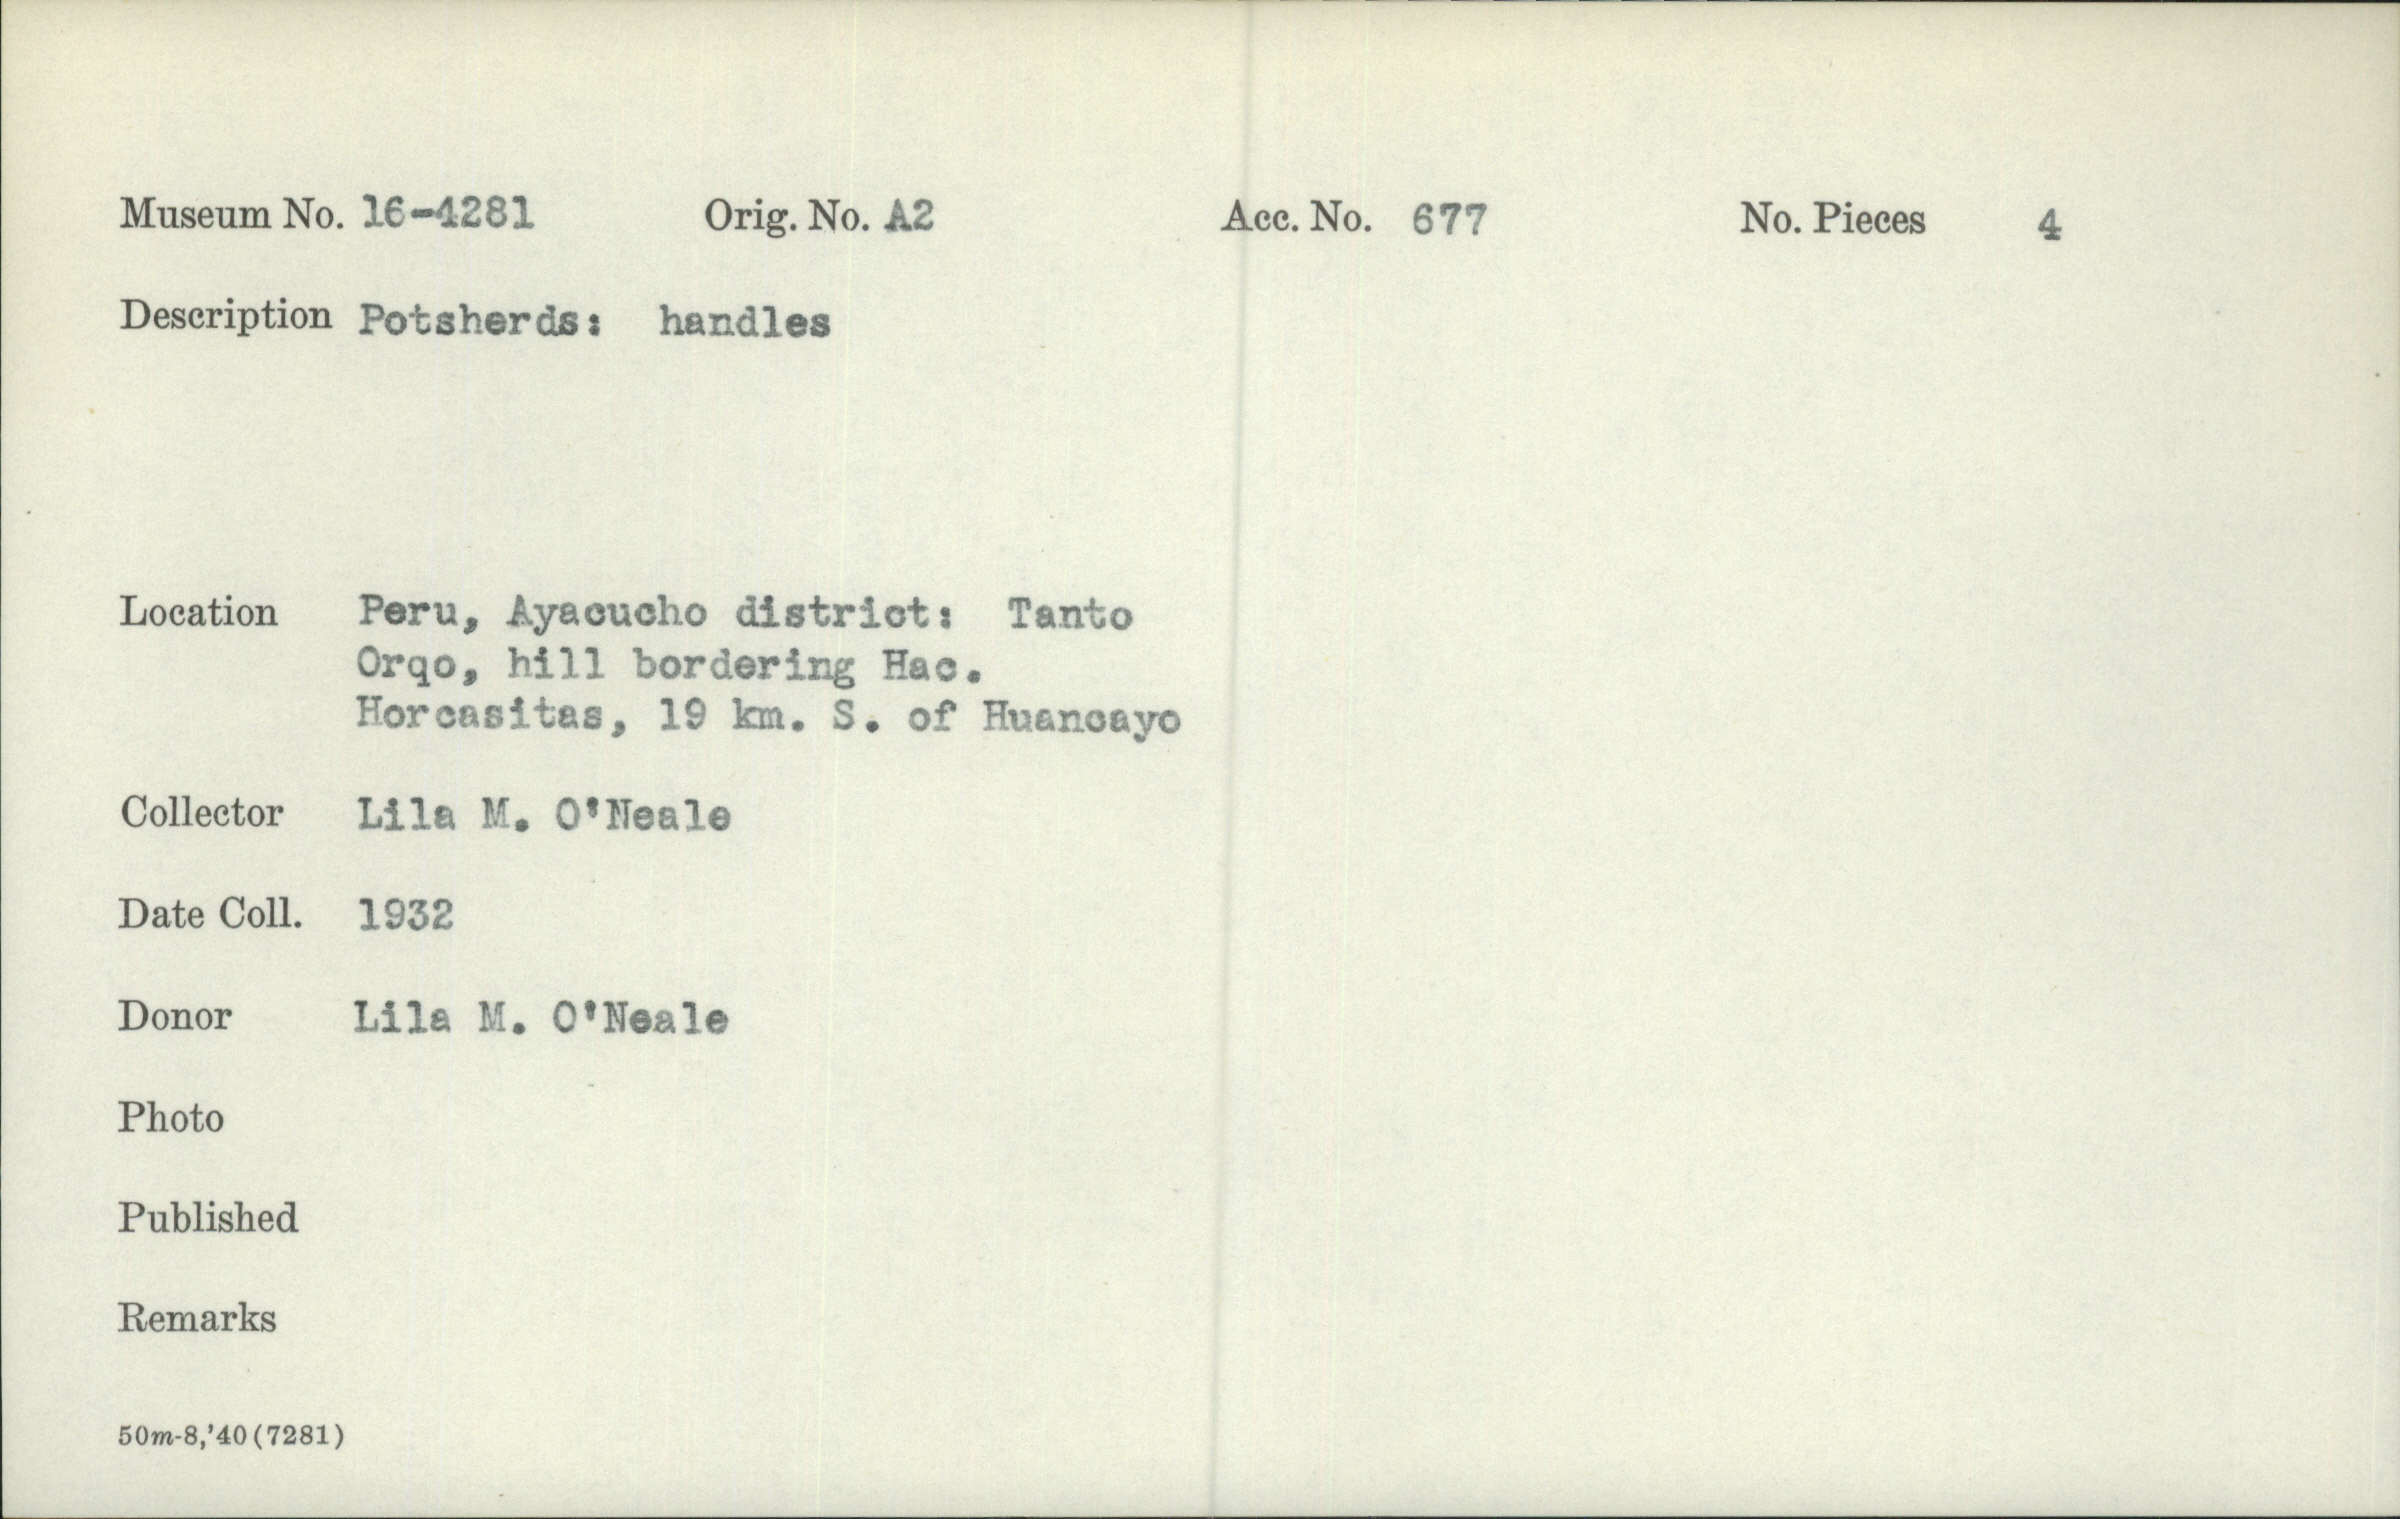 Museum No. 16-4281 Orig. No. A2 Acc. No. 677 No. Pieces 4
Description Potsherds: handles
Location Peru, Ayacucho district: Tanto
Orqo, hill bordering Hac.
Horcasitas, 19 km. S. of Huancayo
Collector Lila M. O'Neale
Date Coll. 1932
Donor Lila M. O'Neale
Photo
Published
Remarks
50m-8,'40(7281)